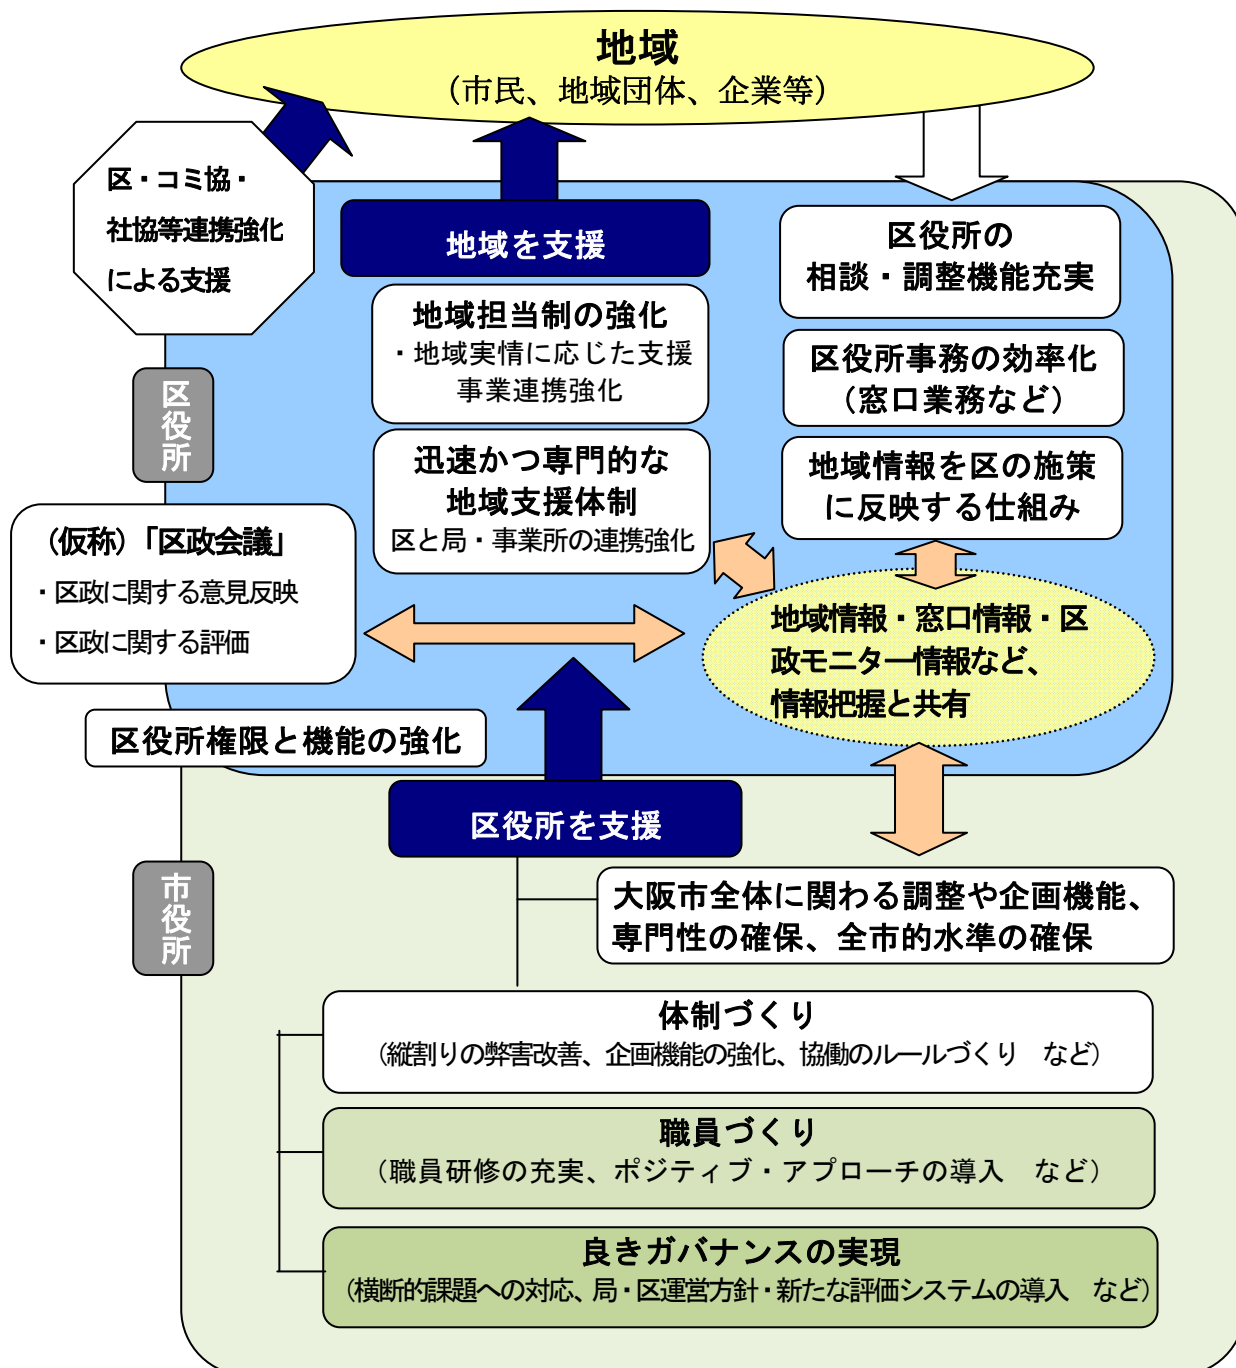 地域
（市民、地域団体、企業等）
区・コミ協・
社協等連携強化
による支援
地域を支援
区役所の
相談・調整機能充実
地域担当制の強化
・地域実情に応じた支援
事業連携強化
区役所事務の効率化
（窓口業務など）
区役所
迅速かつ専門的な
地域支援体制
区と局・事業所の連携強化
地域情報を区の施策
に反映する仕組み
（仮称）「区政会議」
・区政に関する意見反映
・区政に関する評価
地域情報・窓口情報・区
政モニター情報など、
情報把握と共有
区役所権限と機能の強化
区役所を支援
市役所
大阪市全体に関わる調整や企画機能、
専門性の確保、全市的水準の確保
体制づくり
（縦割りの弊害改善、企画機能の強化、協働のルールづくり　など）
職員づくり
（職員研修の充実、ポジティブ・アプローチの導入　など）
良きガバナンスの実現
（横断的課題への対応、局・区運営方針・新たな評価システムの導入　など）